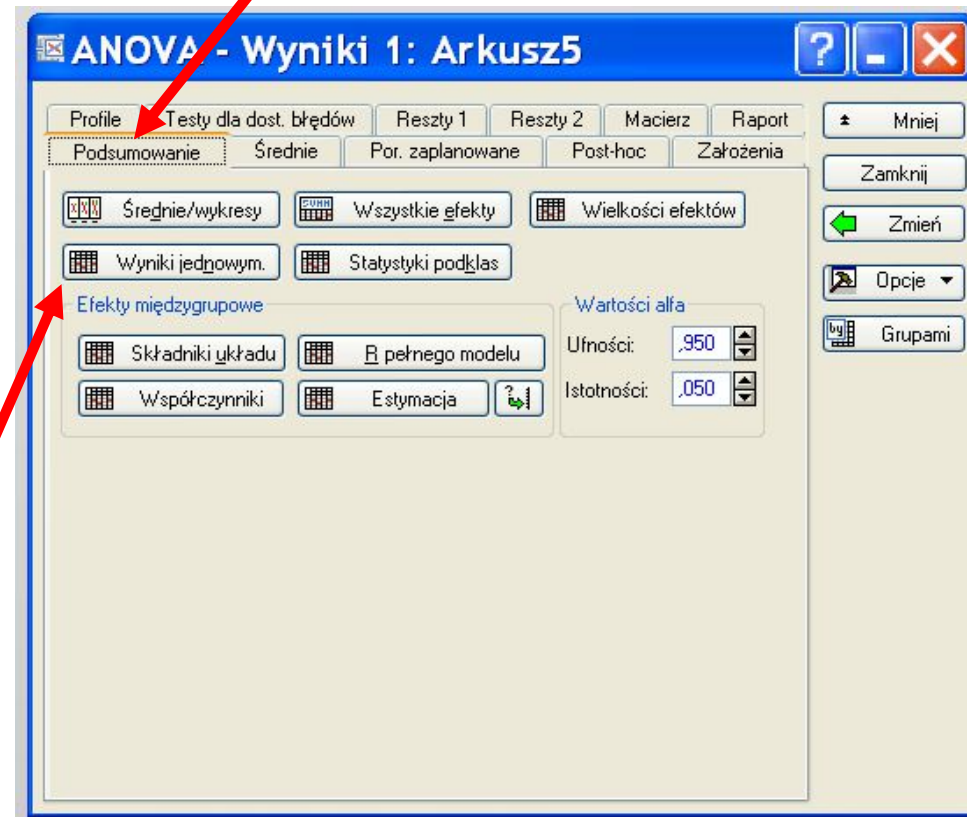 ANOVA - Wyniki 1: Arkusz5
Profile Testy dla dost. błędów Reszty 1 Reszty 2 Macierz Raport
Podsumowanie Średnie Por. zaplanowane Post-hoc Założenia
Mniej
Zamknij
Zmień
Opcje
by Grupami
Średnie/wykresy SUMM Wszystkie efekty Wielkości efektów
Wyniki jednowym. Statystyki podklas
Efekty międzygrupowe
Składniki układu R pełnego modelu
Współczynniki Estymacja
Wartości alfa
Ufności: ,950
Istotności: ,050